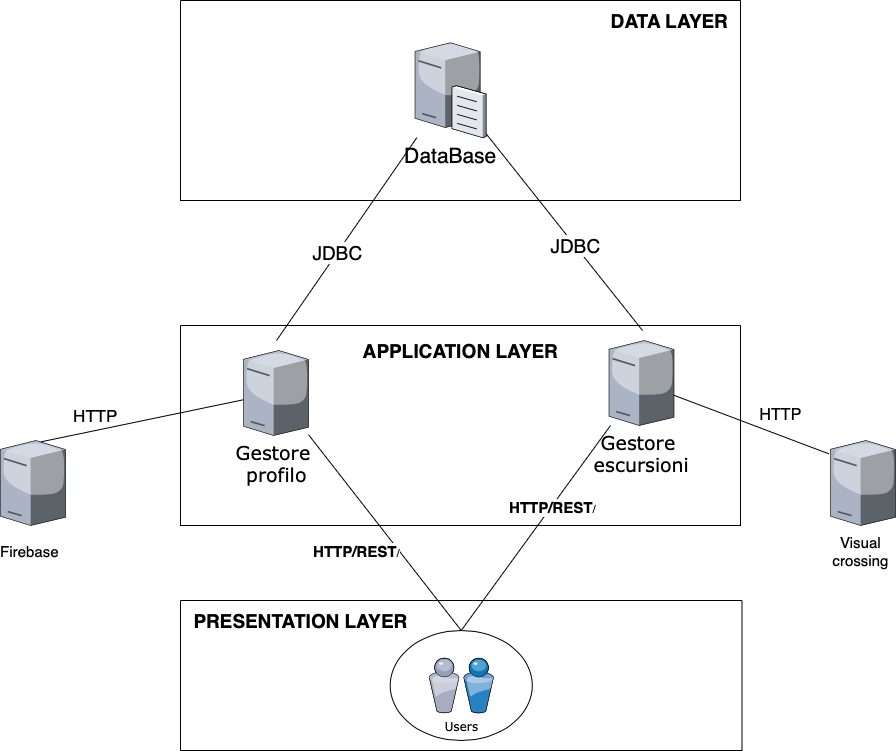 DATA LAYER
DataBase
JDBC
JDBC
APPLICATION LAYER
HTTP
HTTP
Gestore
profilo
Gestore
escursioni
Firebase
Visual
crossing
HTTP/REST/
HTTP/REST/
PRESENTATION LAYER
Users